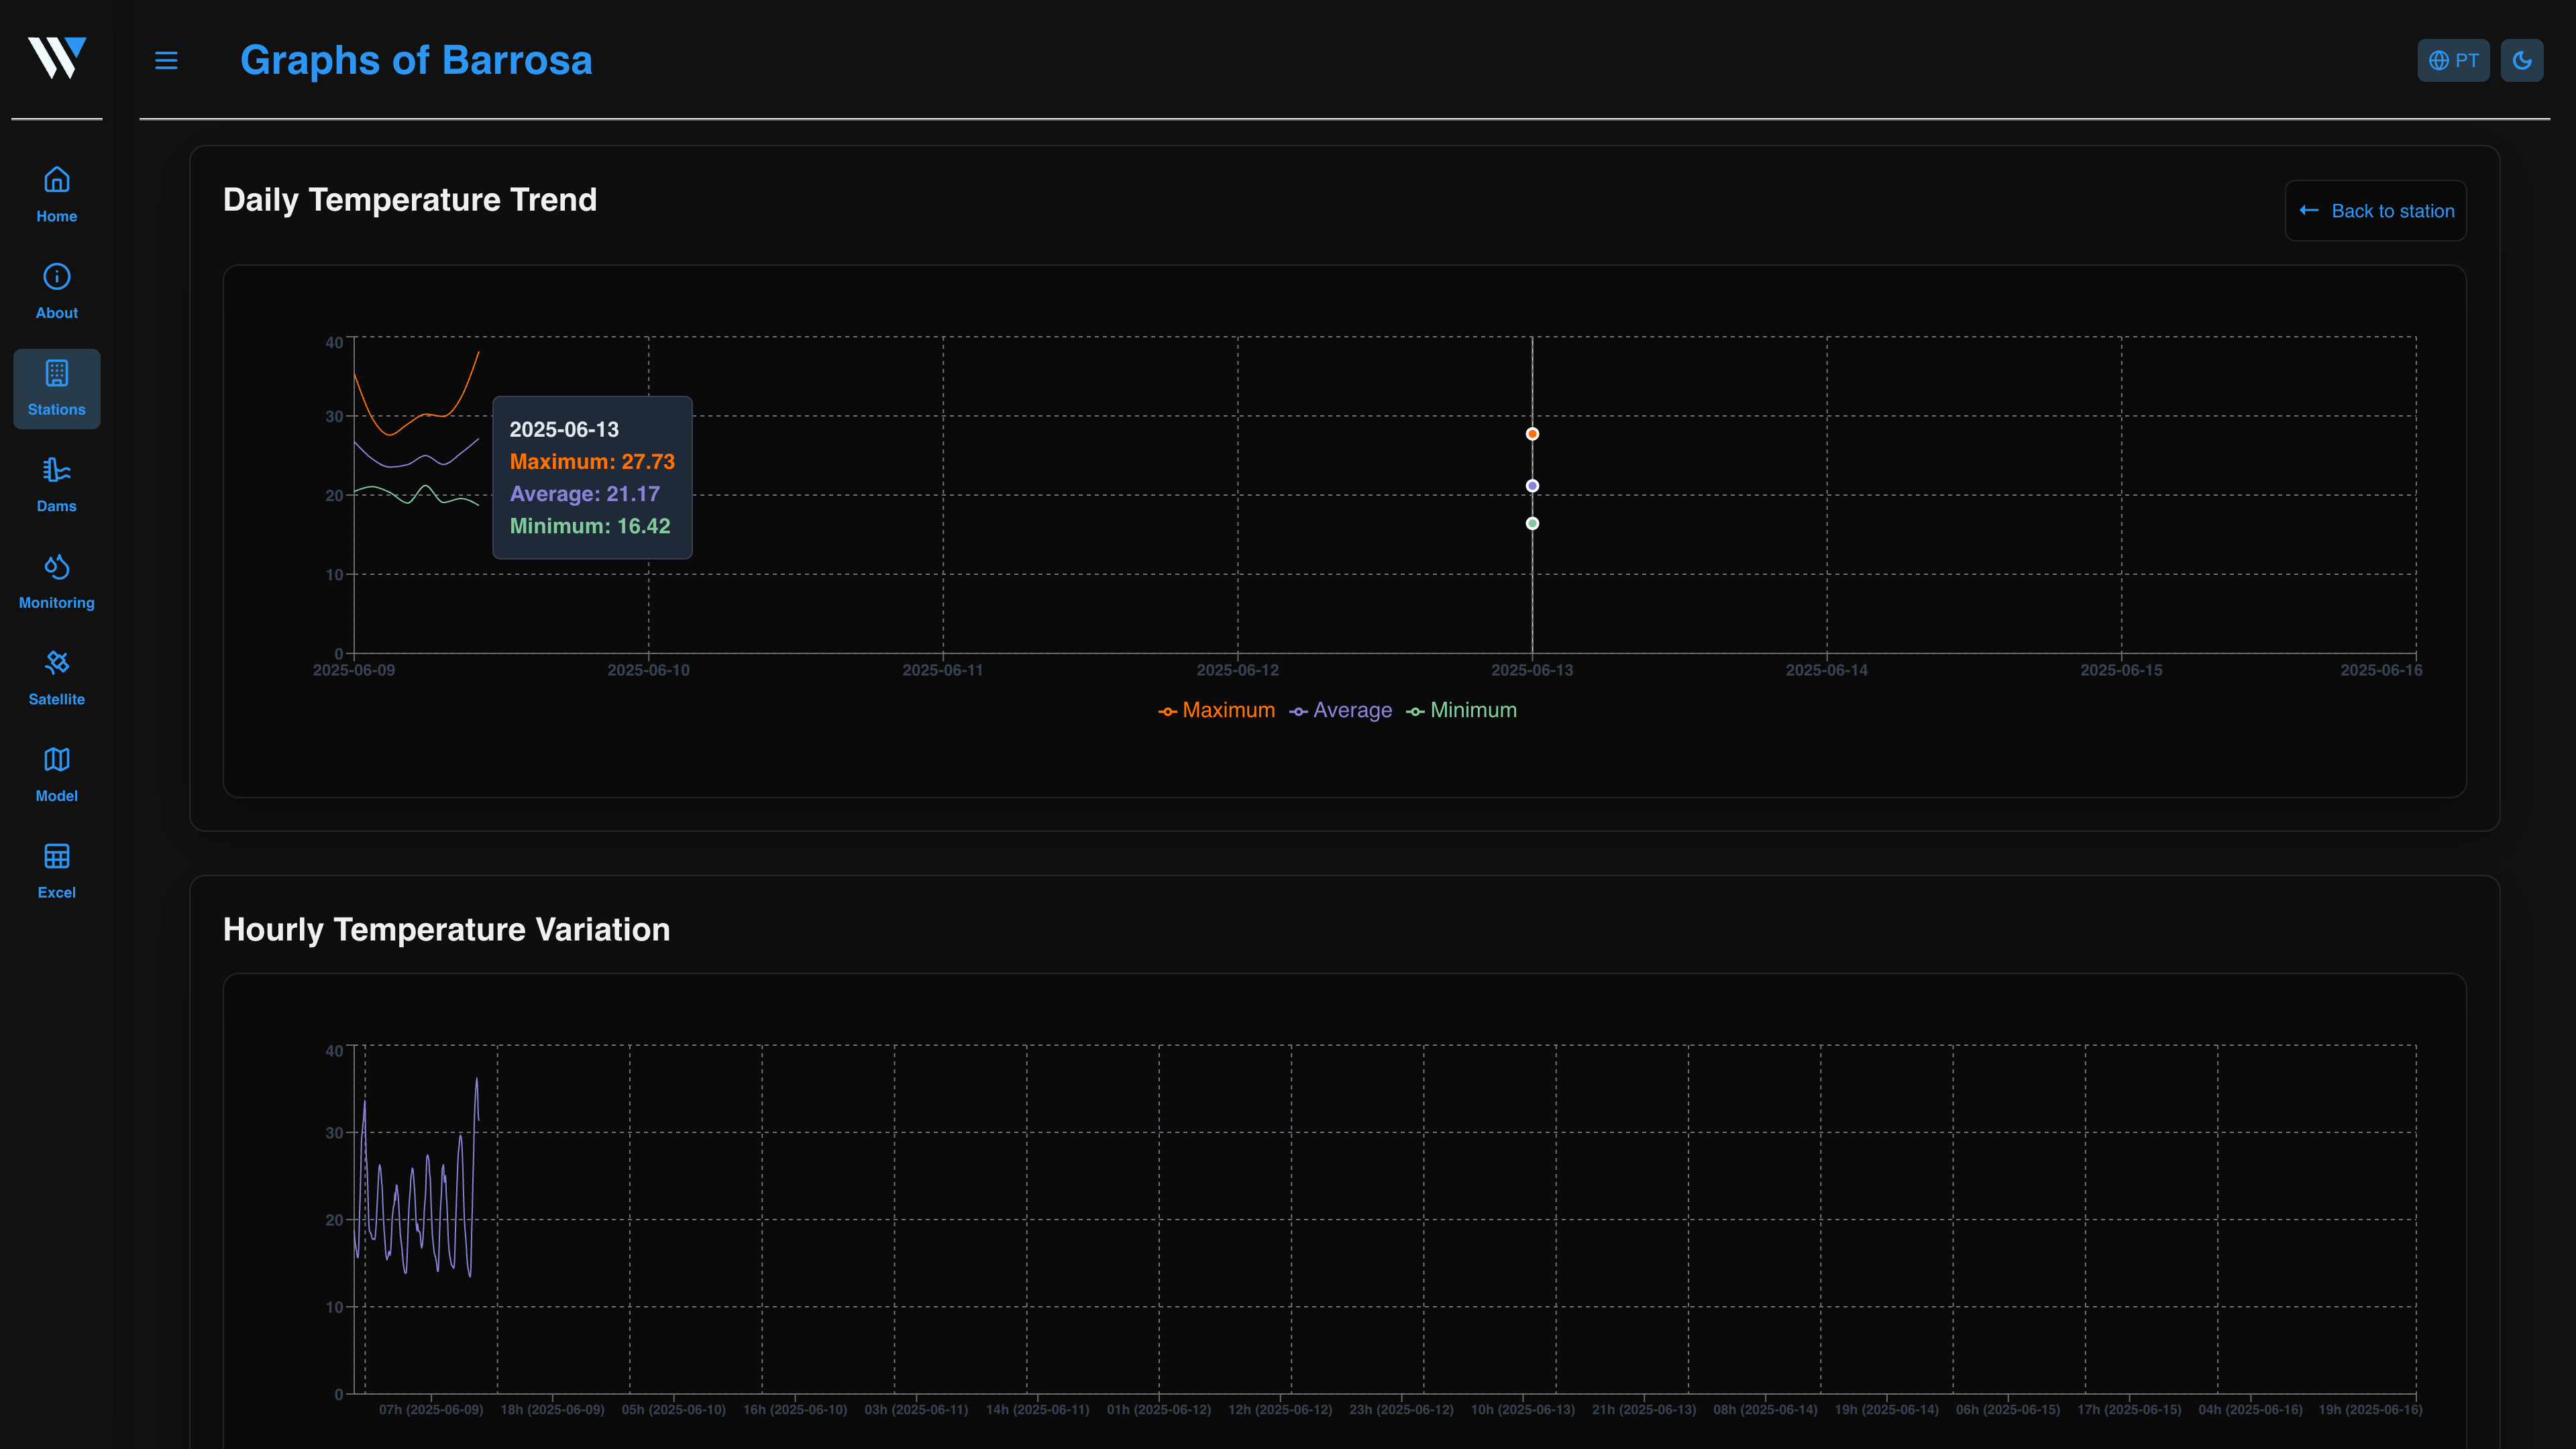 Graphs of Barrosa
PT
Home
About
Stations
Dams
Monitoring
Satellite
Model
Excel
Daily Temperature Trend
Back to station
40
30
20
10
0
2025-06-13
Maximum: 27.73
Average: 21.17
Minimum: 16.42
2025-06-09
2025-06-10
2025-06-11
2025-06-12
2025-06-13
2025-06-14
2025-06-15
2025-06-16
Maximum
Average
Minimum
Hourly Temperature Variation
40
30
20
10
0
07h (2025-06-09)
18h (2025-06-09)
05h (2025-06-10)
16h (2025-06-10)
03h (2025-06-11)
14h (2025-06-11)
01h (2025-06-12)
12h (2025-06-12)
23h (2025-06-12)
10h (2025-06-13)
21h (2025-06-13)
08h (2025-06-14)
19h (2025-06-14)
06h (2025-06-15)
17h (2025-06-15)
04h (2025-06-16)
19h (2025-06-16)